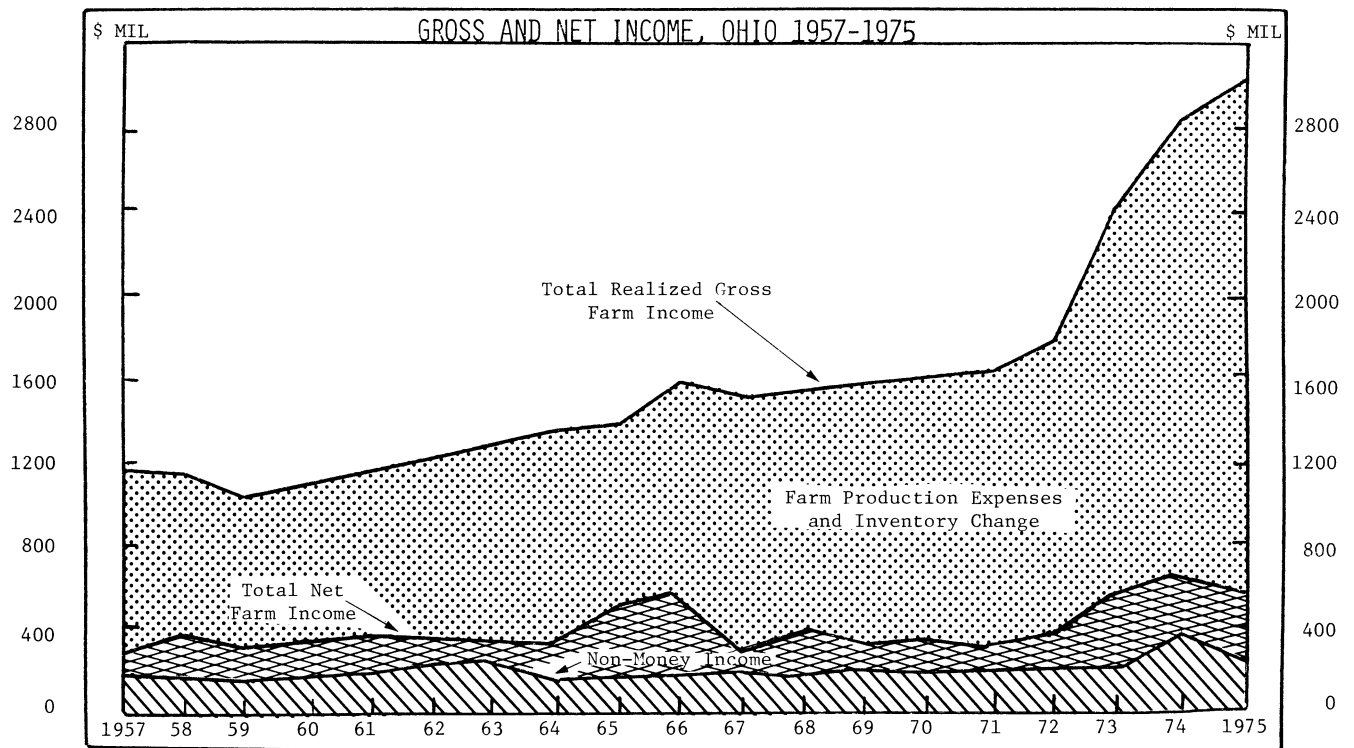 $ MIL GROSS AND NET INCOME, OHIO 1957-1975 $ MIL
2800 2800
2400 2400
Total Realized Gross
Farm Income
2000 2000
1600 1600
1200 1200
Farm Production Expenses
and Inventory Change
800 800
Total Net
Farm Income
400 400
Non-Money Income
0 0
1957 58 59 60 61 62 63 64 65 66 67 68 69 70 71 72 73 74 1975